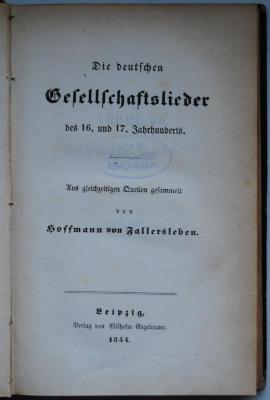 Die deutschen
Gesellschaftslieder
des 16. und 17. Jahrhunderts.
Aus gleichzeitigen Quellen gesammelt
von
Hoffmann von Fallersleben.
Leipzig,
Verlag von Wilhelm Engelmann.
1844.